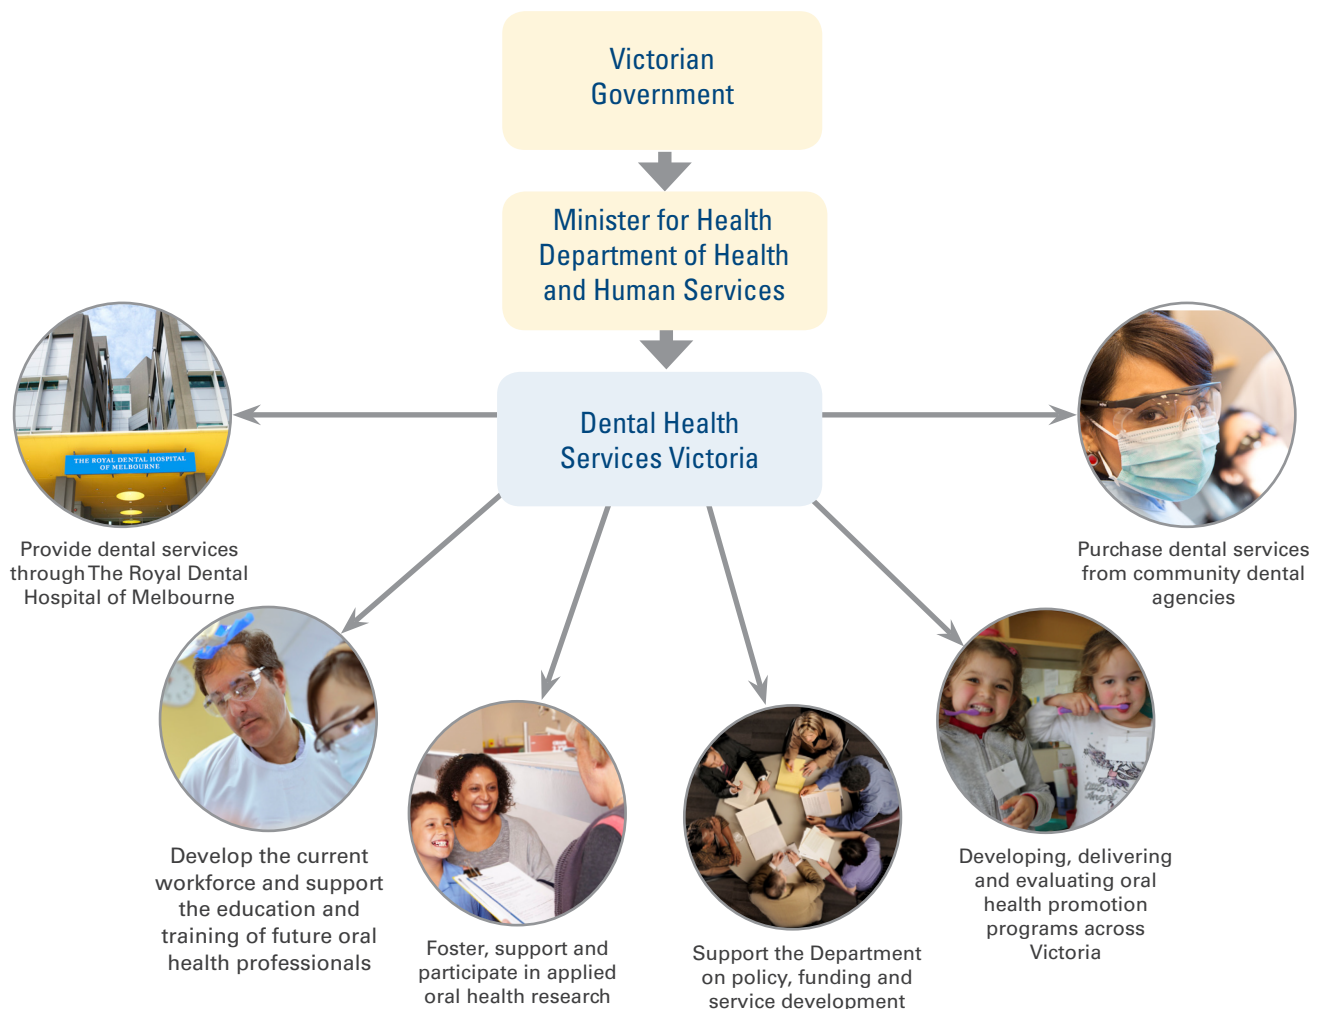 Victorian
Government
Minister for Health
Department of Health
and Human Services
Dental Health
Services Victoria
THE ROYAL DENTAL HOSPITAL
OF MELBOURNE
Provide dental services
through The Royal Dental
Hospital of Melbourne
Purchase dental services
from community dental
agencies
Develop the current
workforce and support
the education and
training of future oral
health professionals
Foster, support and
participate in applied
oral health research
Support the Department
on policy, funding and
service development
Developing, delivering
and evaluating oral
health promotion
programs across
Victoria